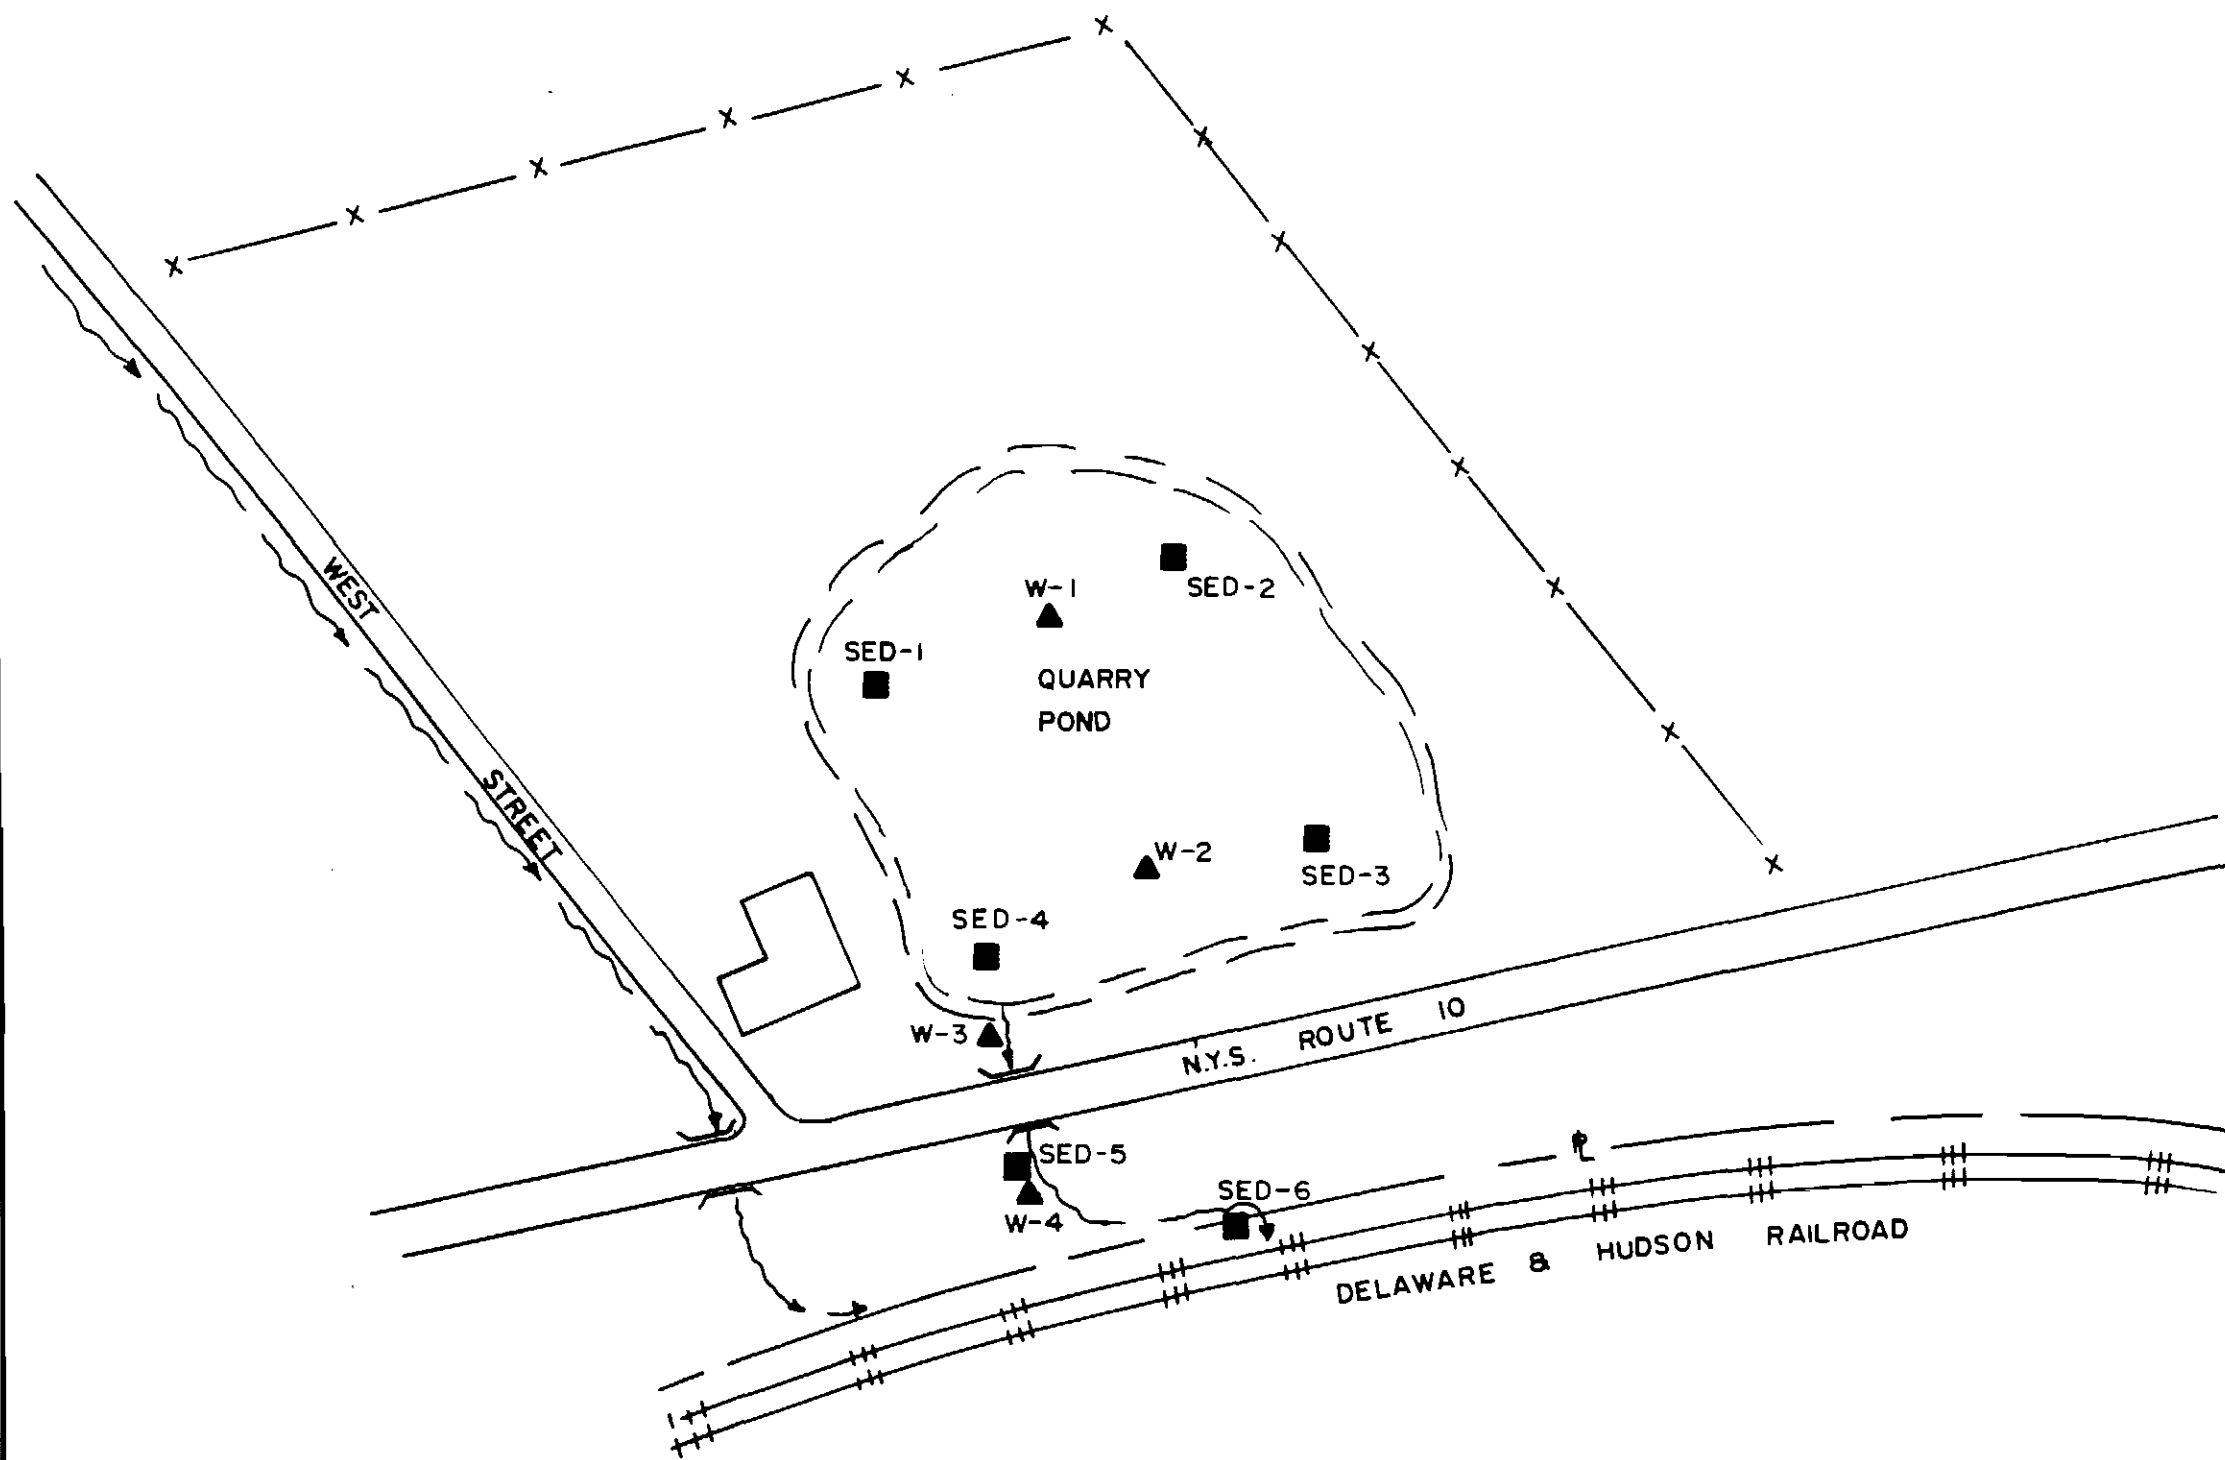 WEST
STREET
W-1
SED-2
SED-1
QUARRY
POND
W-2
SED-3
SED-4
W-3
N.Y.S. ROUTE 10
SED-5
W-4
SED-6
PL
DELAWARE & HUDSON RAILROAD